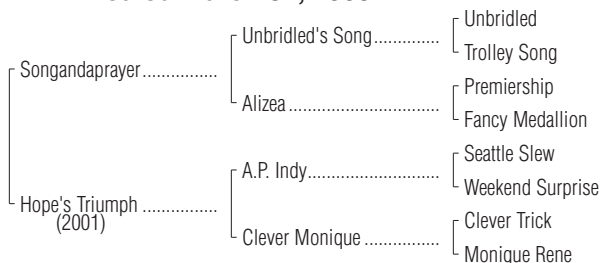 Unbridled
Unbridled's Song..............
Trolley Song
Songandaprayer................
Premiership
Alizea................................
Fancy Medallion
Seattle Slew
A.P. Indy............................
Weekend Surprise
Hope's Triumph ................
(2001)
Clever Trick
Clever Monique ................
Monique Rene